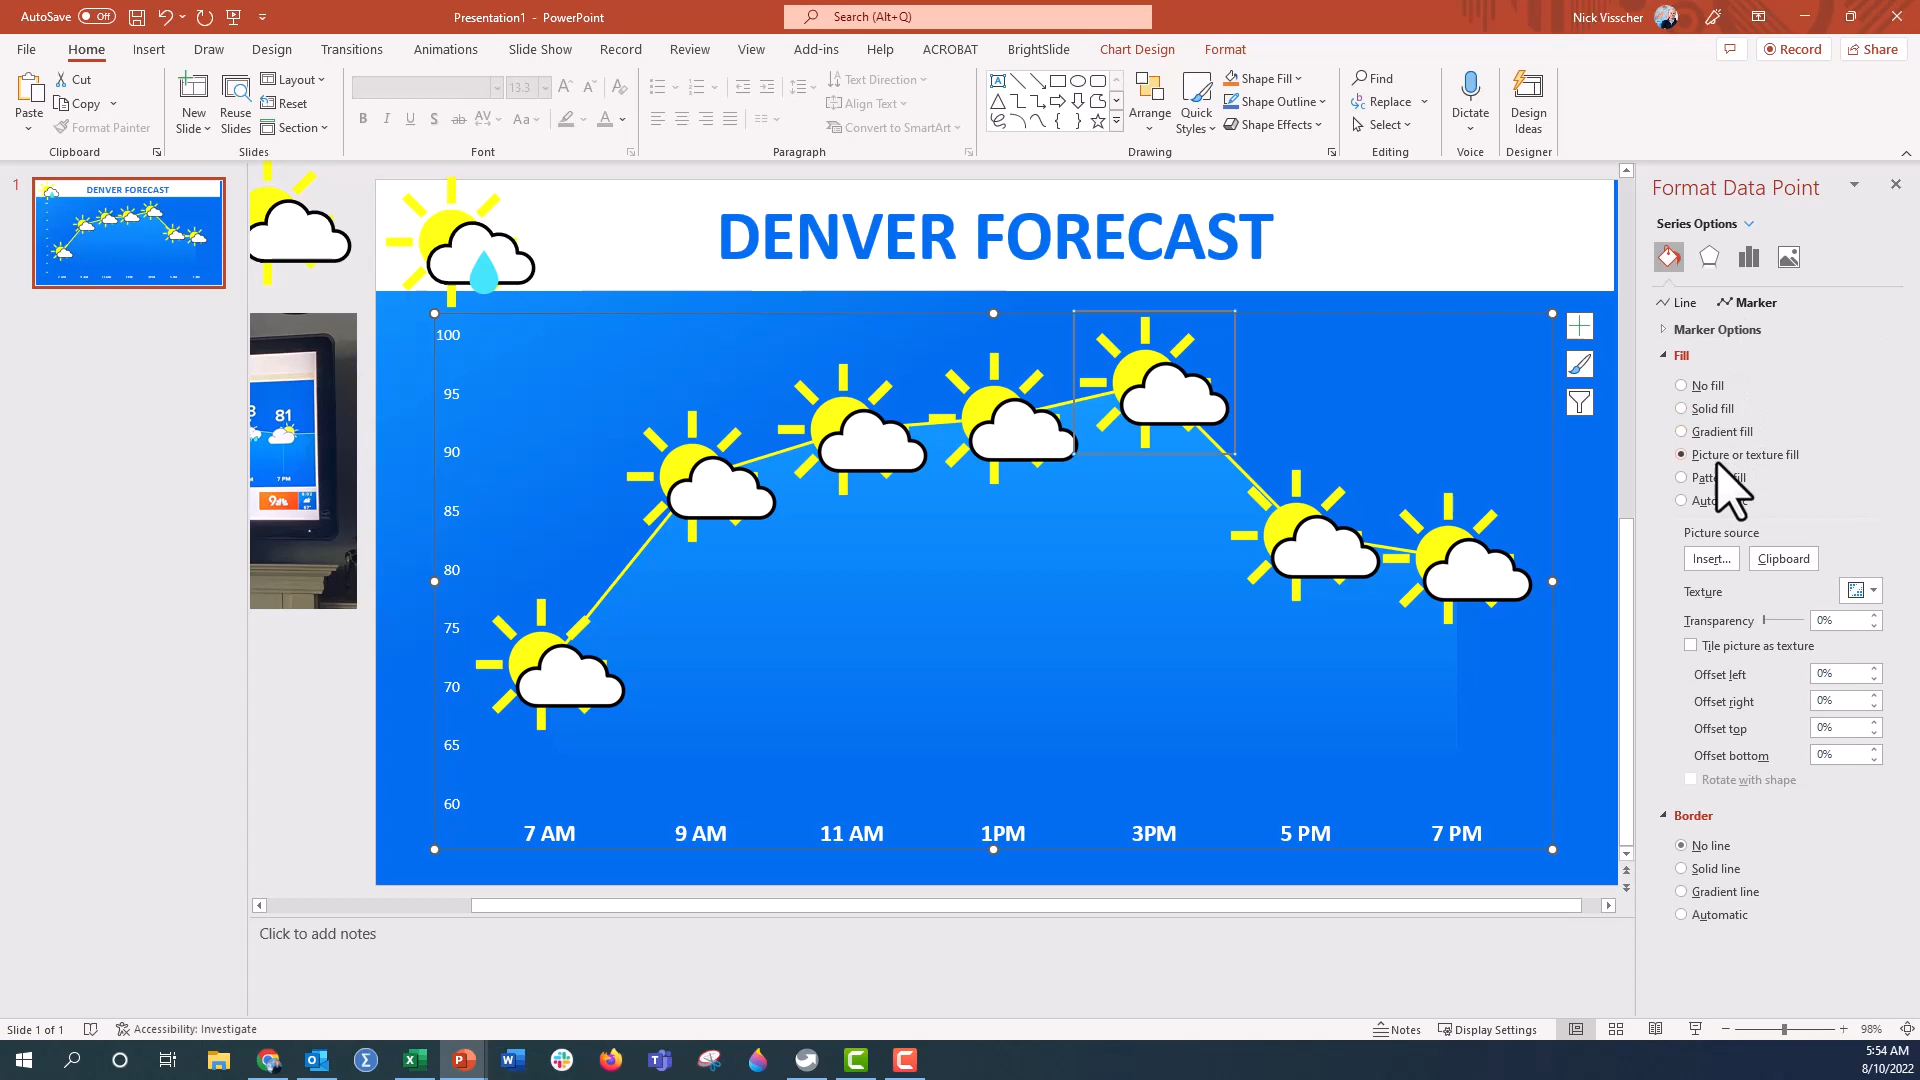 AutoSave Off
Presentation1 - PowerPoint
Search (Alt+Q)
Nick Visscher
File Home Insert Draw Design Transitions Animations Slide Show Record Review View Add-ins Help ACROBAT BrightSlide Chart Design Format
Record Share
Paste
Cut
Copy
Format Painter
Clipboard
New Slide
Reuse Slides
Layout
Reset
Section
Slides
13.3
Font
Text Direction
Align Text
Convert to SmartArt
Paragraph
Arrange
Quick Styles
Shape Fill
Shape Outline
Shape Effects
Drawing
Find
Replace
Select
Editing
Dictate
Voice
Design Ideas
Designer
1
DENVER FORECAST
DENVER FORECAST
81
100
95
90
85
80
75
70
65
60
7 AM 9 AM 11 AM 1PM 3PM 5 PM 7 PM
Click to add notes
Format Data Point
Series Options
Line Marker
Marker Options
Fill
No fill
Solid fill
Gradient fill
Picture or texture fill
Picture source
Insert... Clipboard
Texture
Transparency 0%
Tile picture as texture
Offset left 0%
Offset right 0%
Offset top 0%
Offset bottom 0%
Rotate with shape
Border
No line
Solid line
Gradient line
Automatic
Slide 1 of 1
Accessibility: Investigate
Notes
Display Settings
98%
5:54 AM
8/10/2022